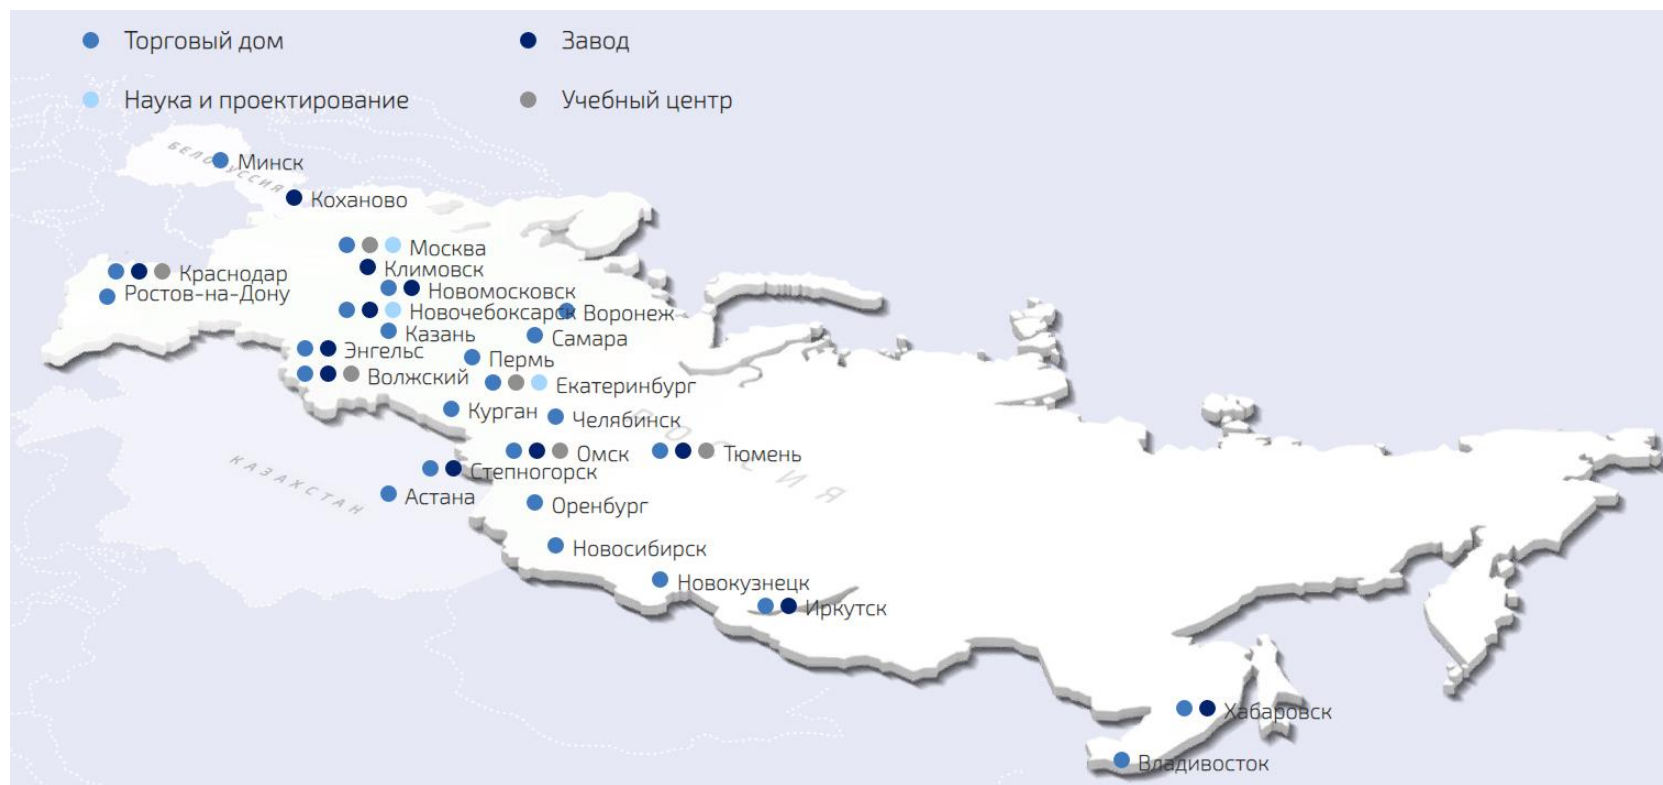 Торговый дом
Завод
Наука и проектирование
Учебный центр
БЕЛОРУССИЯ
Минск
Коханово
Москва
Климовск
Краснодар
Новомосковск
Ростов-на-Дону
Новочебоксарск
Воронеж
Казань
Самара
Энгельс
Пермь
Волжский
Екатеринбург
Курган
Челябинск
РОССИЯ
Омск
Тюмень
КАЗАХСТАН
Степногорск
Астана
Оренбург
Новосибирск
Новокузнецк
Иркутск
Хабаровск
Владивосток